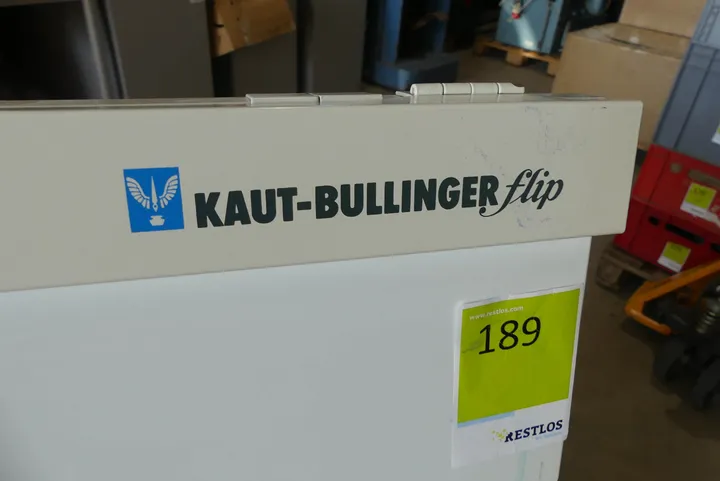 KAUT-BULLINGER flip
www.restlos.com
189
RESTLOS